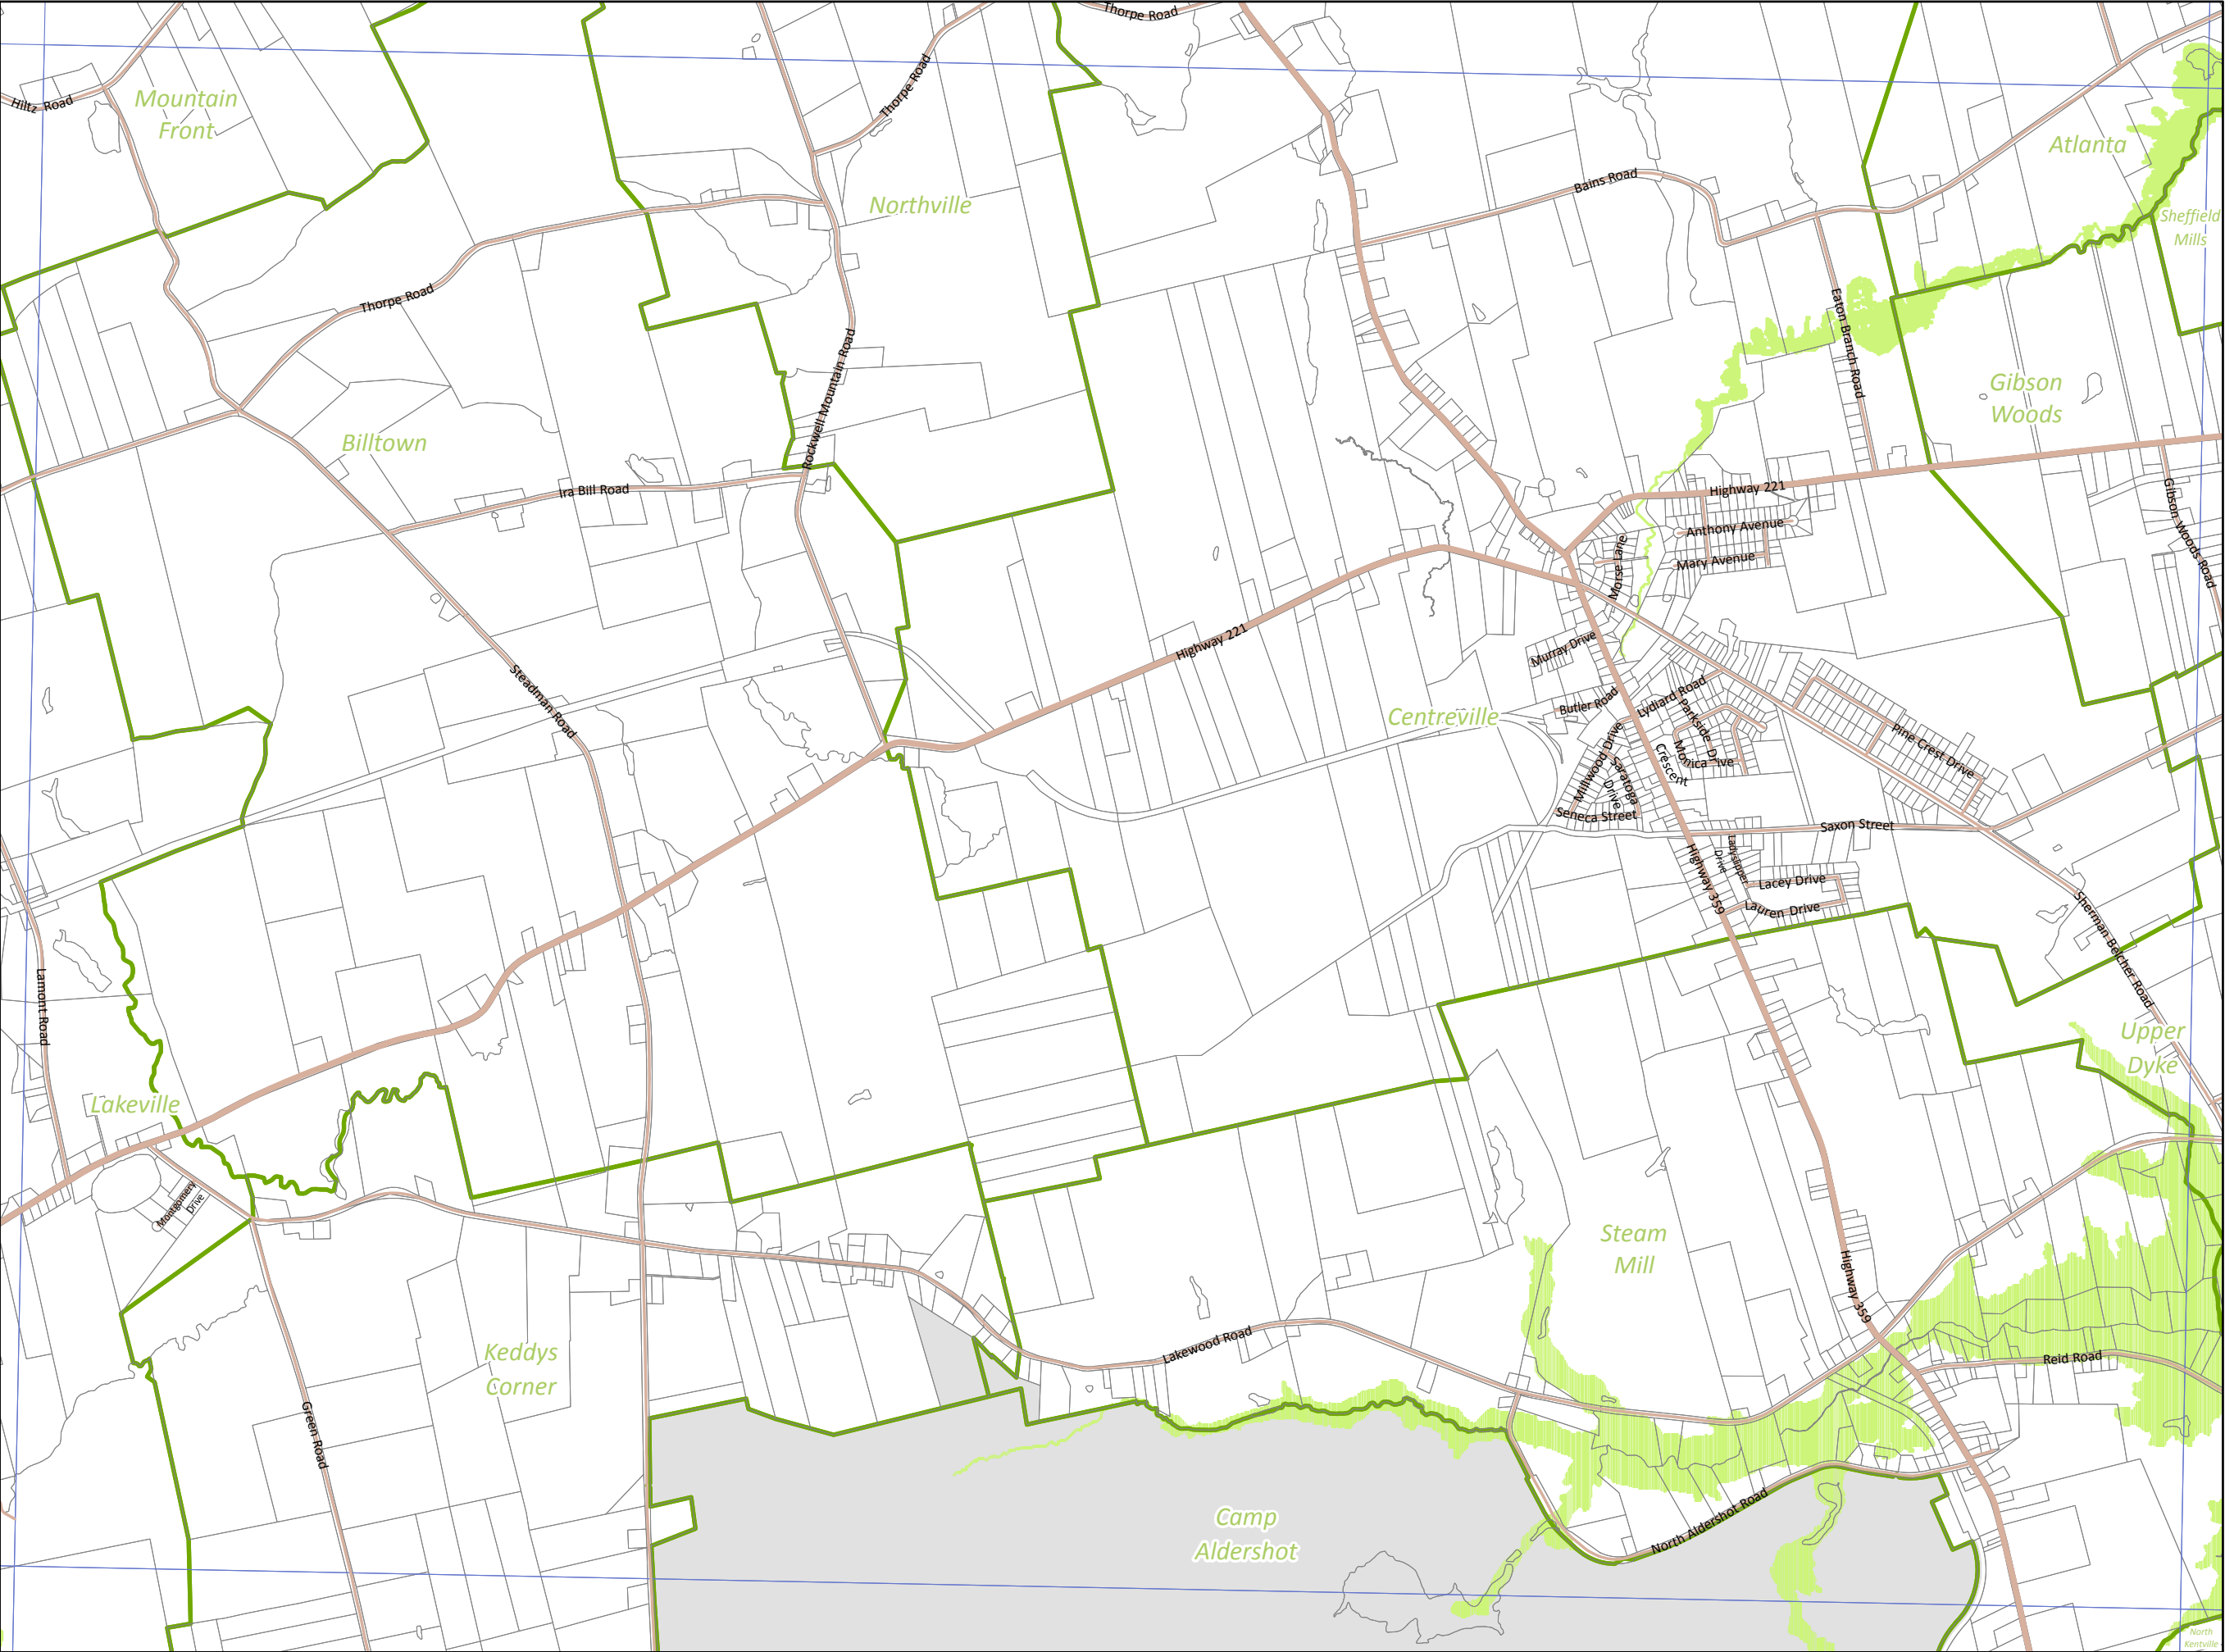 Thorpe Road
Hiltz Road
Mountain
Front
Thorpe Road
Northville
Bains Road
Atlanta
Sheffield
Mills
Thorpe Road
Eaton Branch Road
Rockwell Mountain Road
Gibson
Woods
Billtown
Ira Bill Road
Highway 221
Gibson Woods Road
Anthony Avenue
Mary Avenue
Morse Lane
Highway 221
Murray Drive
Steadman Road
Butler Road
Lydiard Road
Parkside Drive
Centreville
Pine Crest Drive
Monica
Crescent
Millwood Drive
Saratoga
Drive
Seneca Street
Saxon Street
Ladyslipper
Drive
Highway 359
Lacey Drive
Lauren Drive
Sherman Belcher Road
Lamont Road
Upper
Dyke
Lakeville
Montgomery
Drive
Steam
Mill
Highway 359
Keddys
Corner
Lakewood Road
Reid Road
Green Road
Camp
Aldershot
North Aldershot Road
North
Kentville